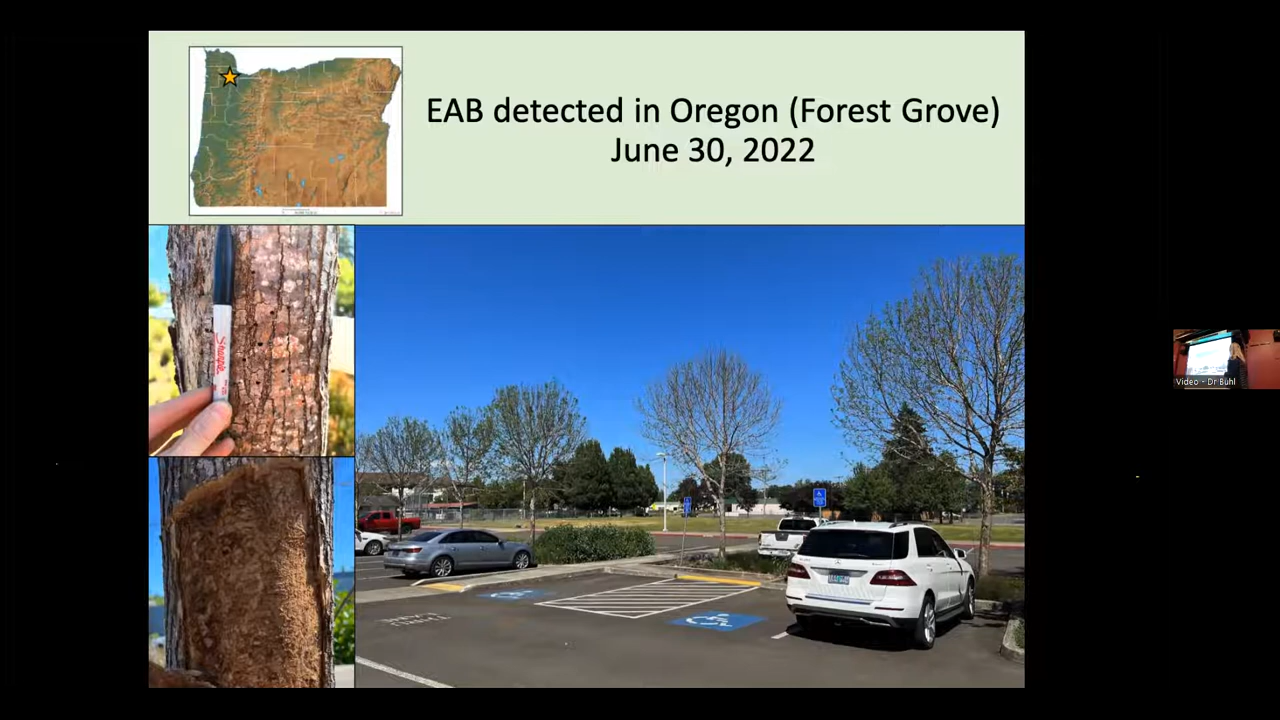 EAB detected in Oregon (Forest Grove)
June 30, 2022
Sharpie
Video - Dr Buhl